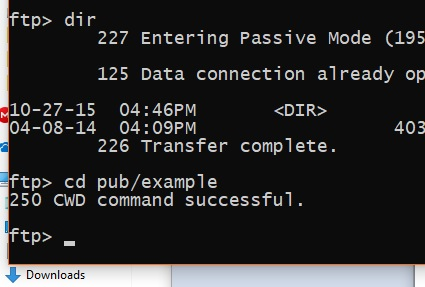 ftp> dir
227 Entering Passive Mode (195
125 Data connection already op
10-27-15 04:46PM <DIR>
04-08-14 04:09PM 403
226 Transfer complete.
ftp> cd pub/example
250 CWD command successful.
ftp>
Downloads